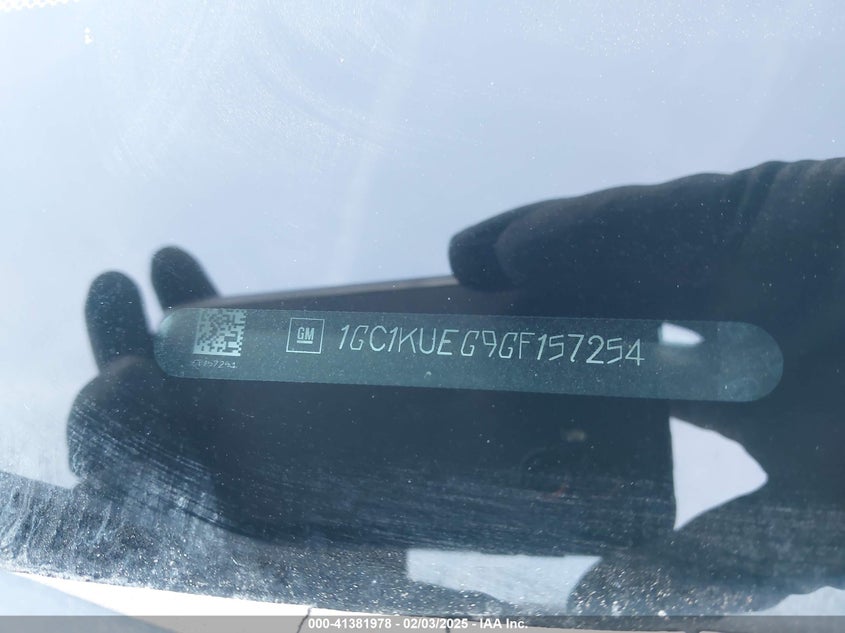 GM 1GC1KUEG9GF157254
000-41381978 - 02/03/2025 - IAA Inc.